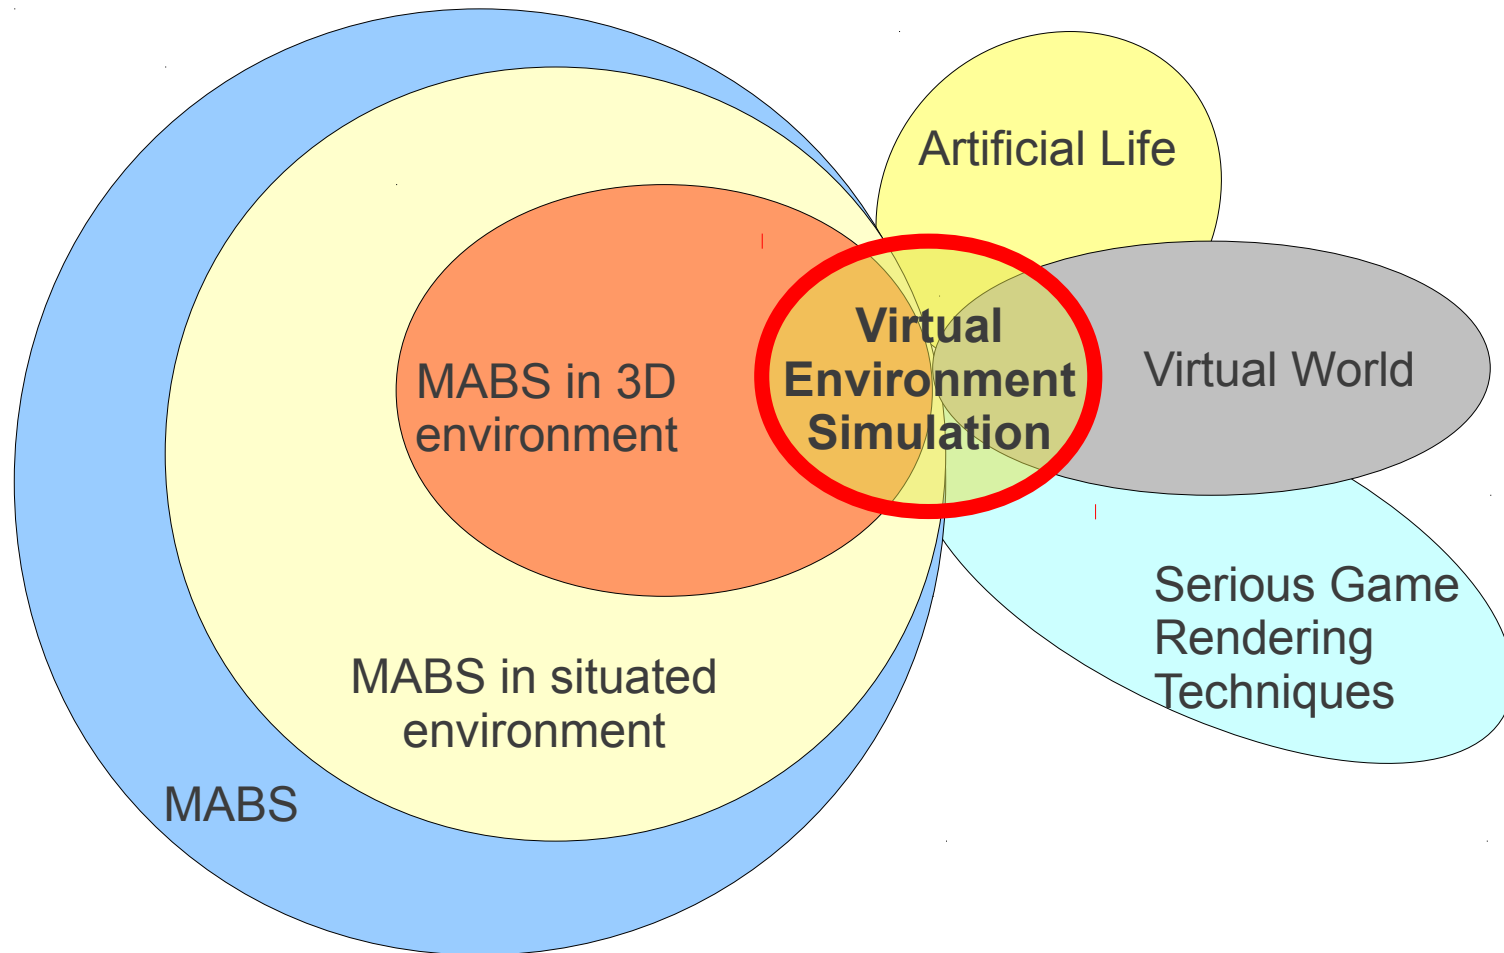 Artificial Life
Virtual
Environment
Simulation
Virtual World
MABS in 3D
environment
Serious Game
Rendering
Techniques
MABS in situated
environment
MABS